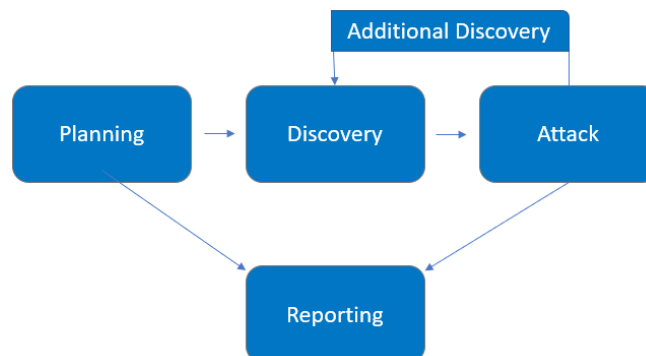 Additional Discovery
Planning
Discovery
Attack
Reporting